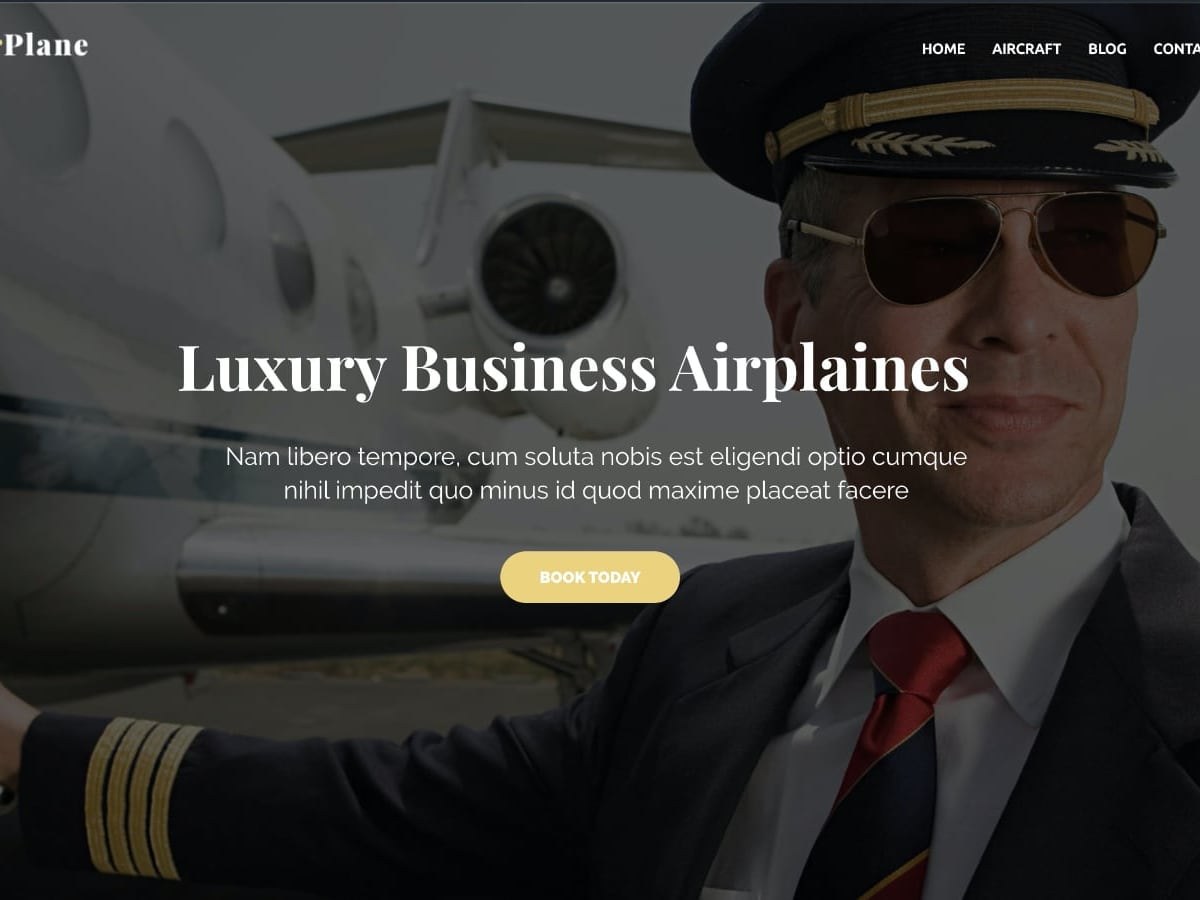 Plane
HOME AIRCRAFT BLOG CONTA
Luxury Business Airplaines
Nam libero tempore, cum soluta nobis est eligendi optio cumque
nihil impedit quo minus id quod maxime placeat facere
BOOK TODAY